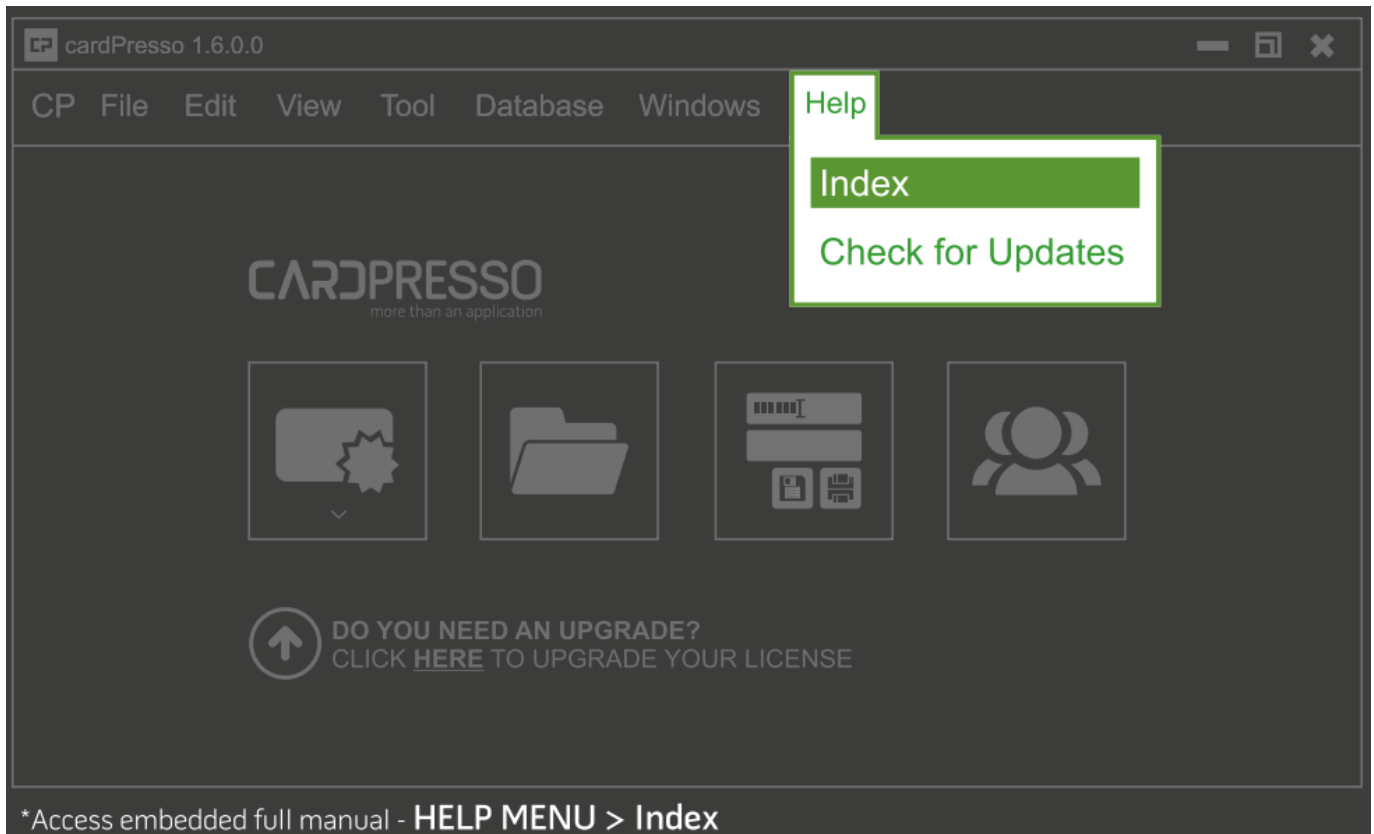 CP cardPresso 1.6.0.0
CP File Edit View Tool Database Windows Help
Index
Check for Updates
CARDPRESSO
more than an application
DO YOU NEED AN UPGRADE?
CLICK HERE TO UPGRADE YOUR LICENSE
*Access embedded full manual - HELP MENU > Index